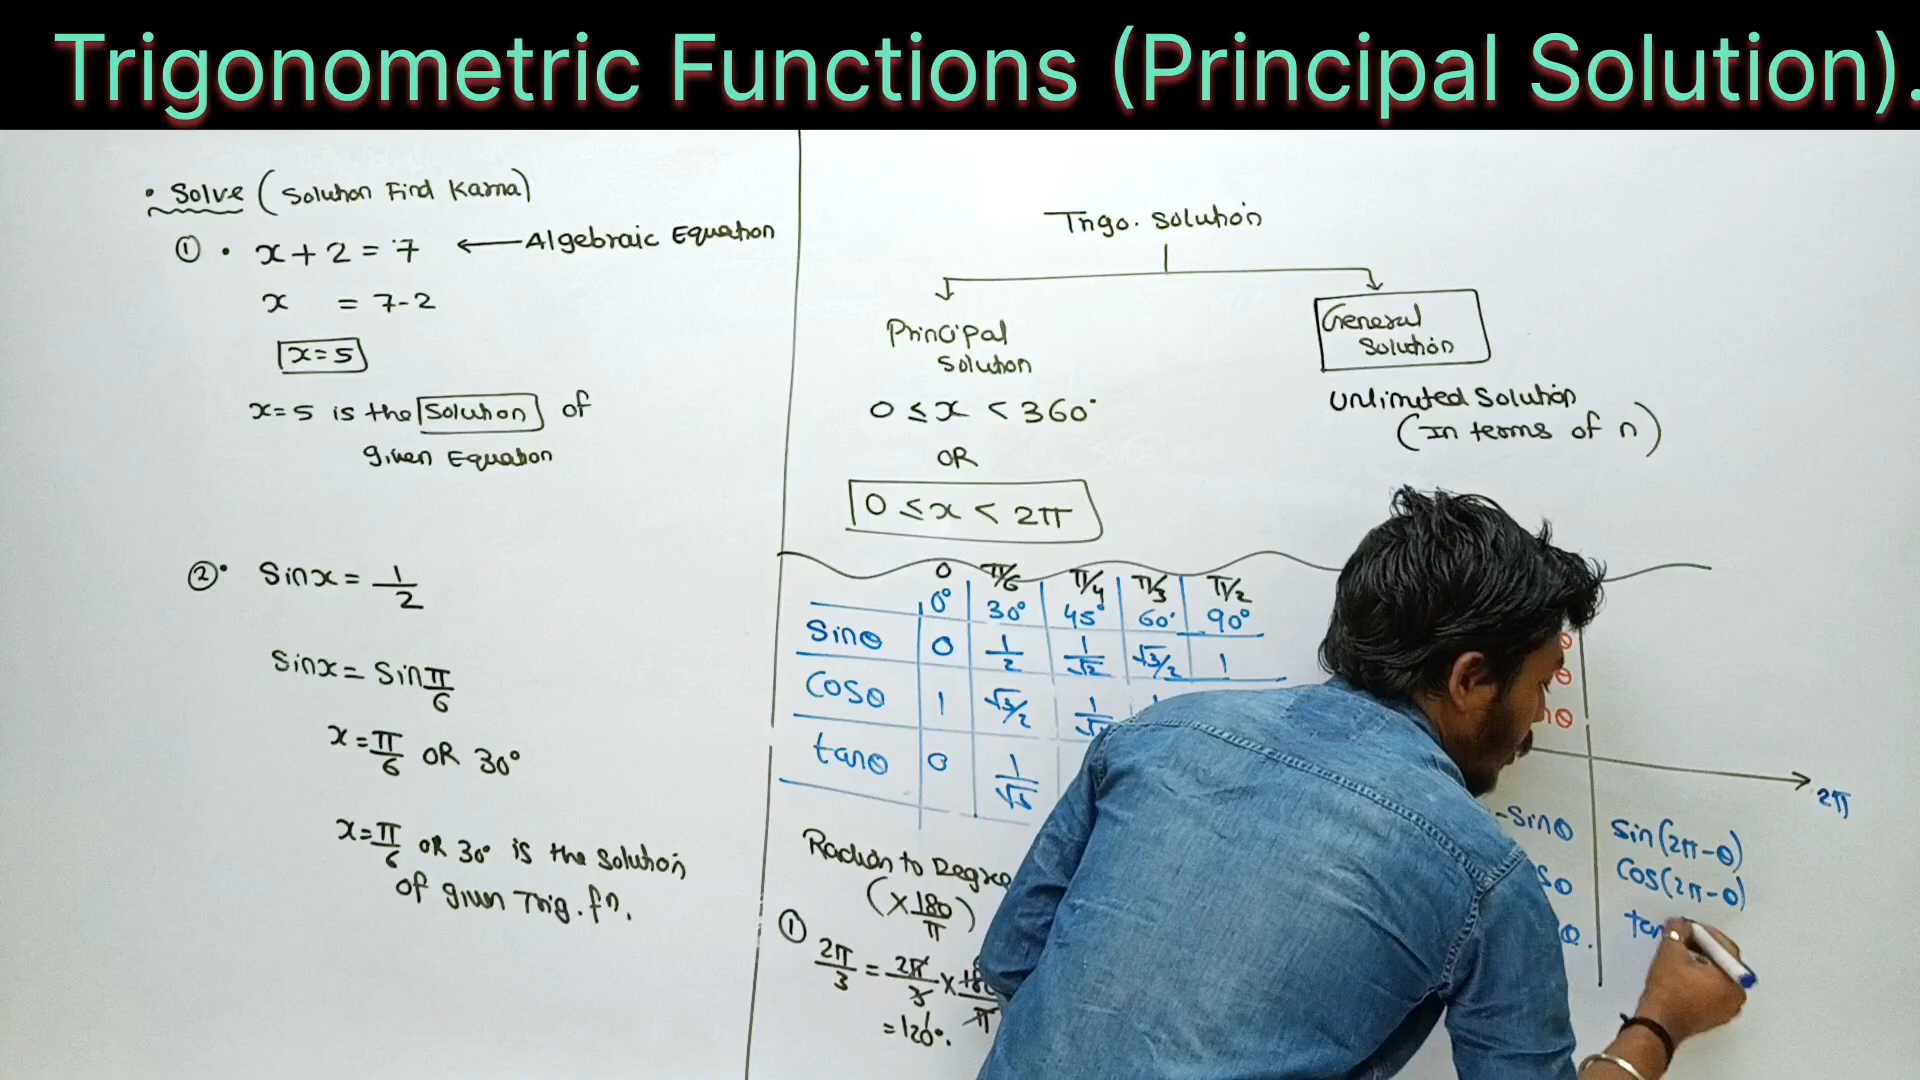 Trigonometric Functions (Principal Solution).
• Solve (Solution Find Karna)
① • x + 2 = 7 ← Algebraic Equation
x = 7-2
x=5
x=5 is the Solution of
given Equation
②• Sinx = 1/2
Sinx = Sin π/6
x = π/6 OR 30°
x = π/6 OR 30° is the solution
of given Trig. fn.
Trigo. Solution
Principal
Solution
0 ≤ x < 360°
OR
0 ≤ x < 2π
General
Solution
Unlimited Solution
(In terms of n)
0 π/6 π/4 π/3 π/2
0° 30° 45° 60° 90°
Sinθ 0 1/2 1/√2 √3/2 1
Cosθ 1 √3/2
tanθ 0
Radian to Degree
(× 180/π)
①
2π/3 = 2π/3 ×
= 120°.
2π
-Sinθ
Sin(2π-θ)
Cos(2π-θ)